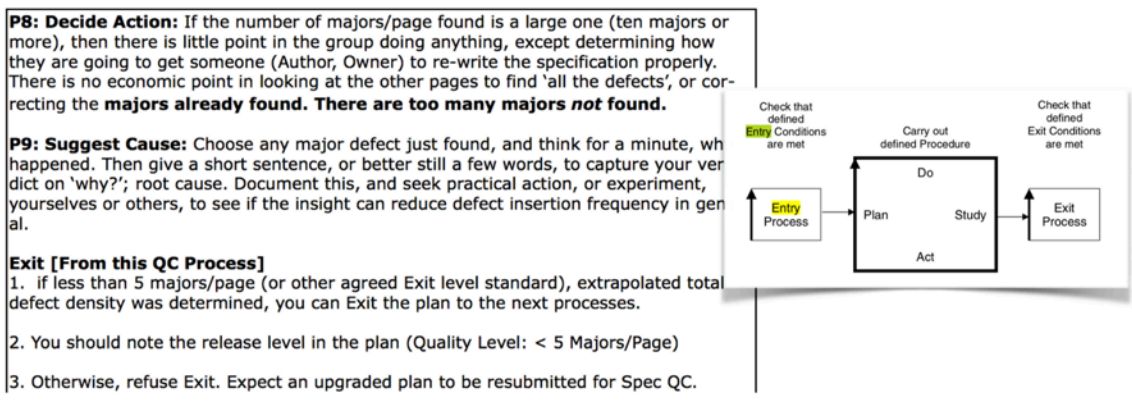 P8: Decide Action: If the number of majors/page found is a large one (ten majors or
more), then there is little point in the group doing anything, except determining how
they are going to get someone (Author, Owner) to re-write the specification properly.
There is no economic point in looking at the other pages to find ‘all the defects’, or cor-
recting the majors already found. There are too many majors not found.
P9: Suggest Cause: Choose any major defect just found, and think for a minute, wh
happened. Then give a short sentence, or better still a few words, to capture your ver
dict on ‘why?’; root cause. Document this, and seek practical action, or experiment,
yourselves or others, to see if the insight can reduce defect insertion frequency in gen
al.
Exit [From this QC Process]
1. if less than 5 majors/page (or other agreed Exit level standard), extrapolated total
defect density was determined, you can Exit the plan to the next processes.
2. You should note the release level in the plan (Quality Level: < 5 Majors/Page)
3. Otherwise, refuse Exit. Expect an upgraded plan to be resubmitted for Spec QC.
Check that
defined
Entry Conditions
are met
Carry out
defined Procedure
Check that
defined
Exit Conditions
are met
Entry
Process
Do
Plan
Study
Act
Exit
Process